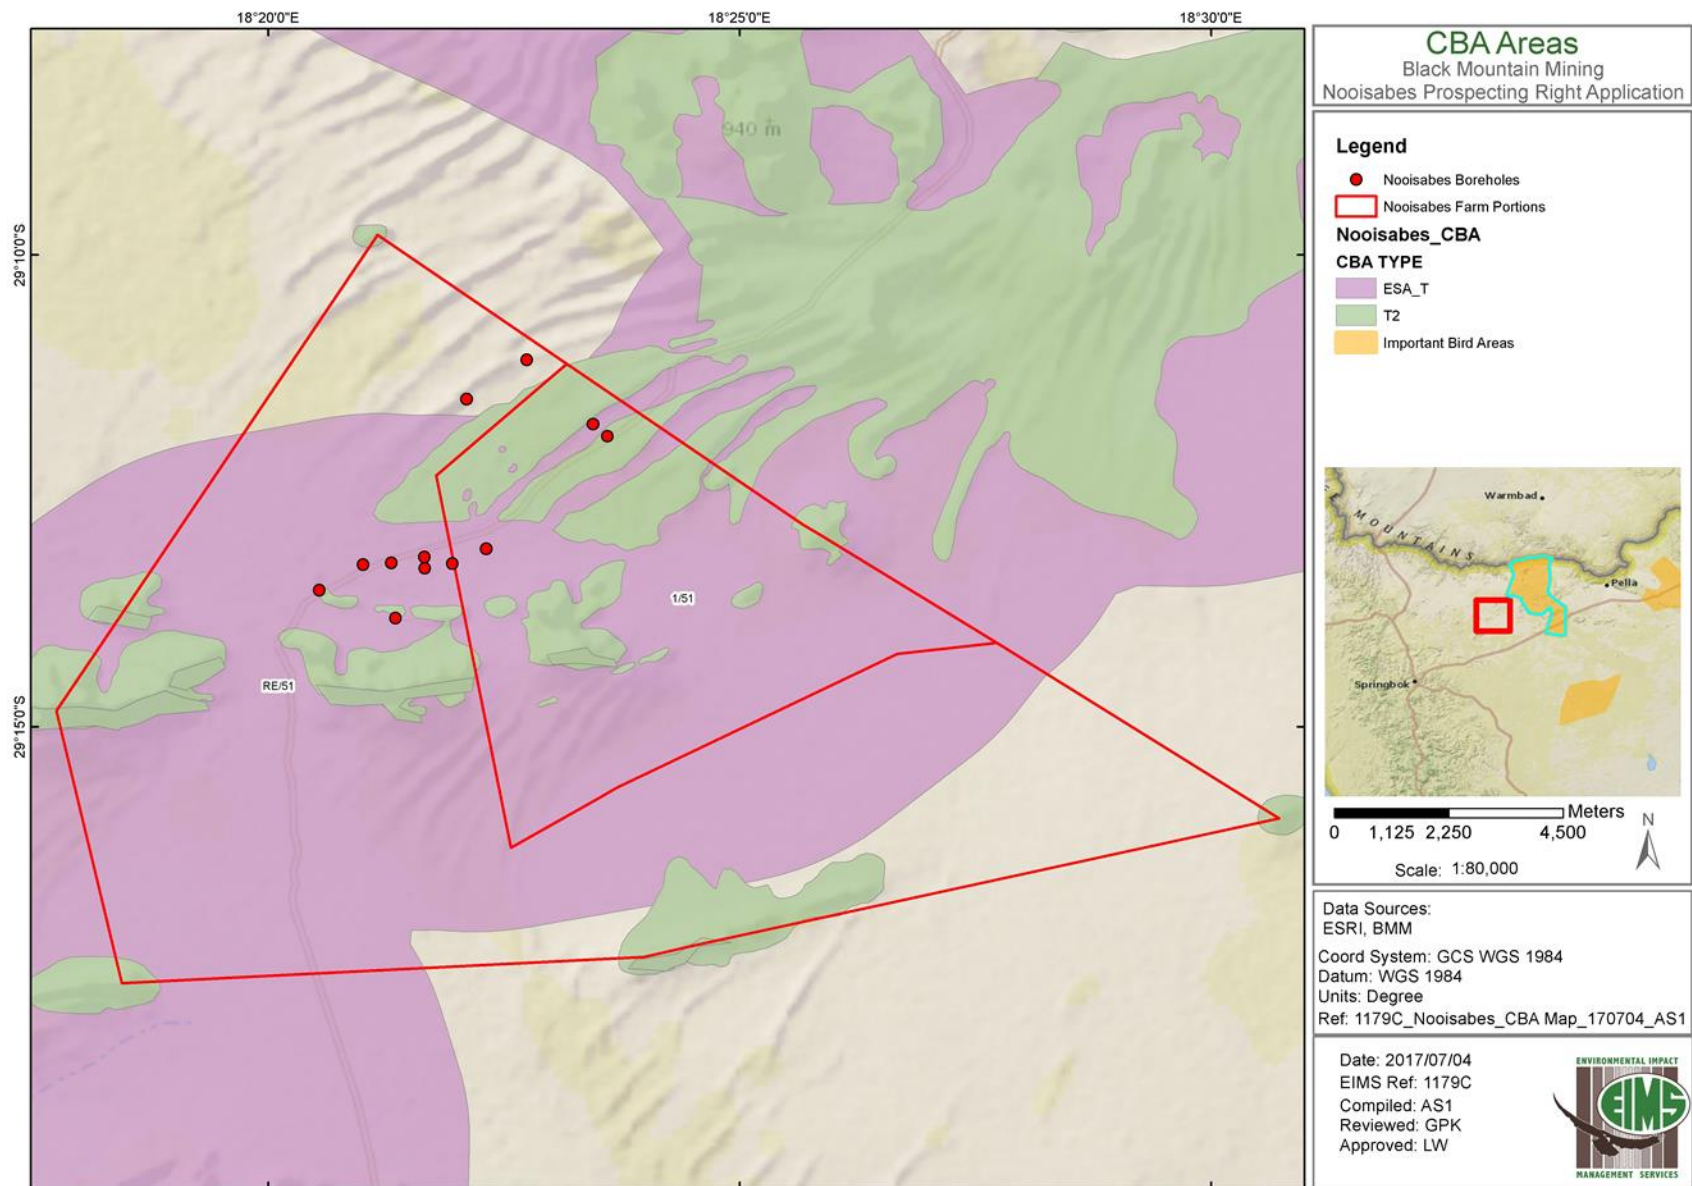 18°20'0"E
18°25'0"E
18°30'0"E
29°10'0"S
29°15'0"S
940 m
1/51
RE/51
CBA Areas
Black Mountain Mining
Nooisabes Prospecting Right Application
Legend
Nooisabes Boreholes
Nooisabes Farm Portions
Nooisabes_CBA
CBA TYPE
ESA_T
T2
Important Bird Areas
Warmbad
MOUNTAINS
Pella
Springbok
Meters
0 1,125 2,250 4,500
N
Scale: 1:80,000
Data Sources:
ESRI, BMM
Coord System: GCS WGS 1984
Datum: WGS 1984
Units: Degree
Ref: 1179C_Nooisabes_CBA Map_170704_AS1
Date: 2017/07/04
EIMS Ref: 1179C
Compiled: AS1
Reviewed: GPK
Approved: LW
ENVIRONMENTAL IMPACT
EIMS
MANAGEMENT SERVICES